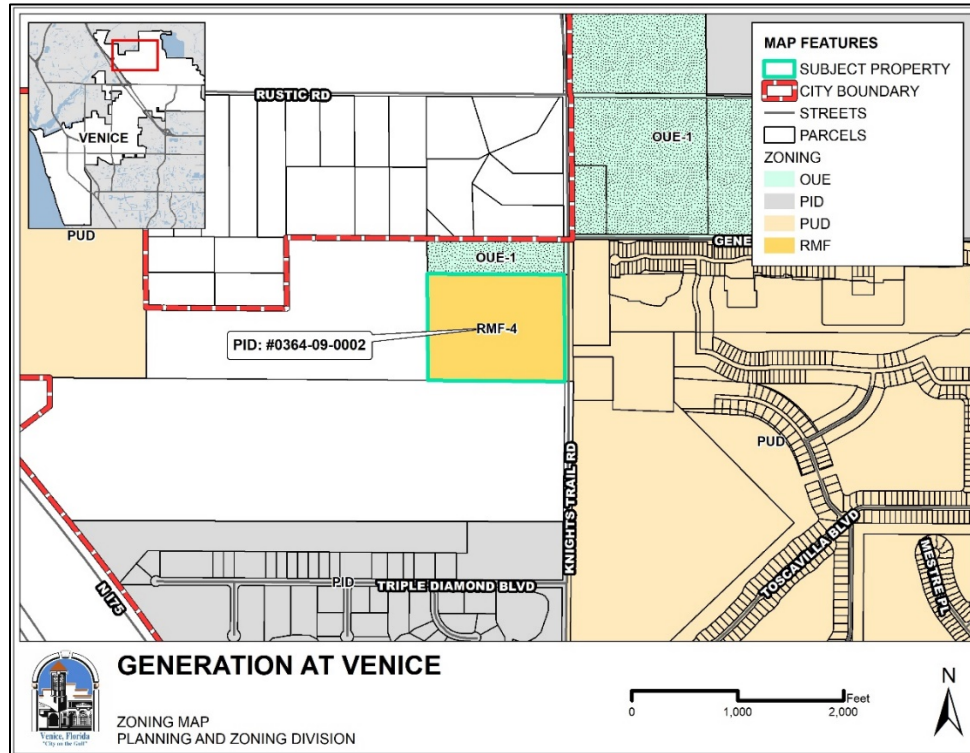 VENICE
RUSTIC RD
OUE-1
MAP FEATURES
SUBJECT PROPERTY
CITY BOUNDARY
STREETS
PARCELS
ZONING
OUE
PID
PUD
RMF
PUD
GENE
OUE-1
RMF-4
PID: #0364-09-0002
PUD
KNIGHTS TRAIL RD
TOSCAVILLA BLVD
MESTRE PL
N I75
PID
TRIPLE DIAMOND BLVD
GENERATION AT VENICE
ZONING MAP
PLANNING AND ZONING DIVISION
Venice, Florida
"City on the Gulf"
Feet
0 1,000 2,000
N